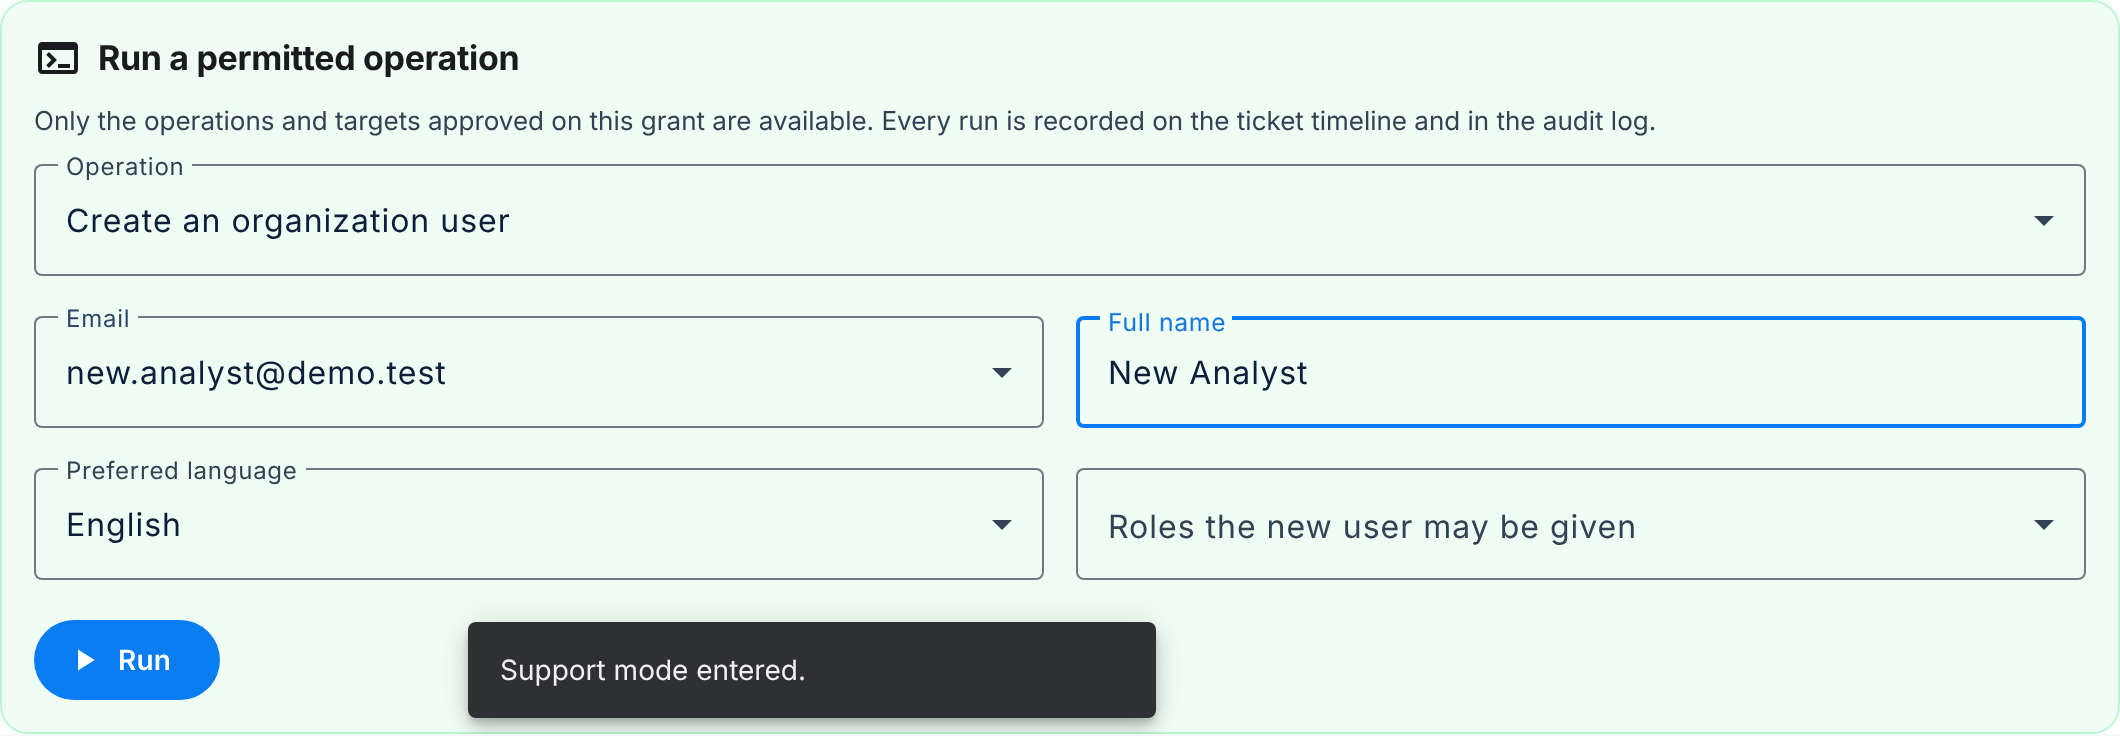 Run a permitted operation
Only the operations and targets approved on this grant are available. Every run is recorded on the ticket timeline and in the audit log.
Operation
Create an organization user
Email
new.analyst@demo.test
Full name
New Analyst
Preferred language
English
Roles the new user may be given
Run
Support mode entered.